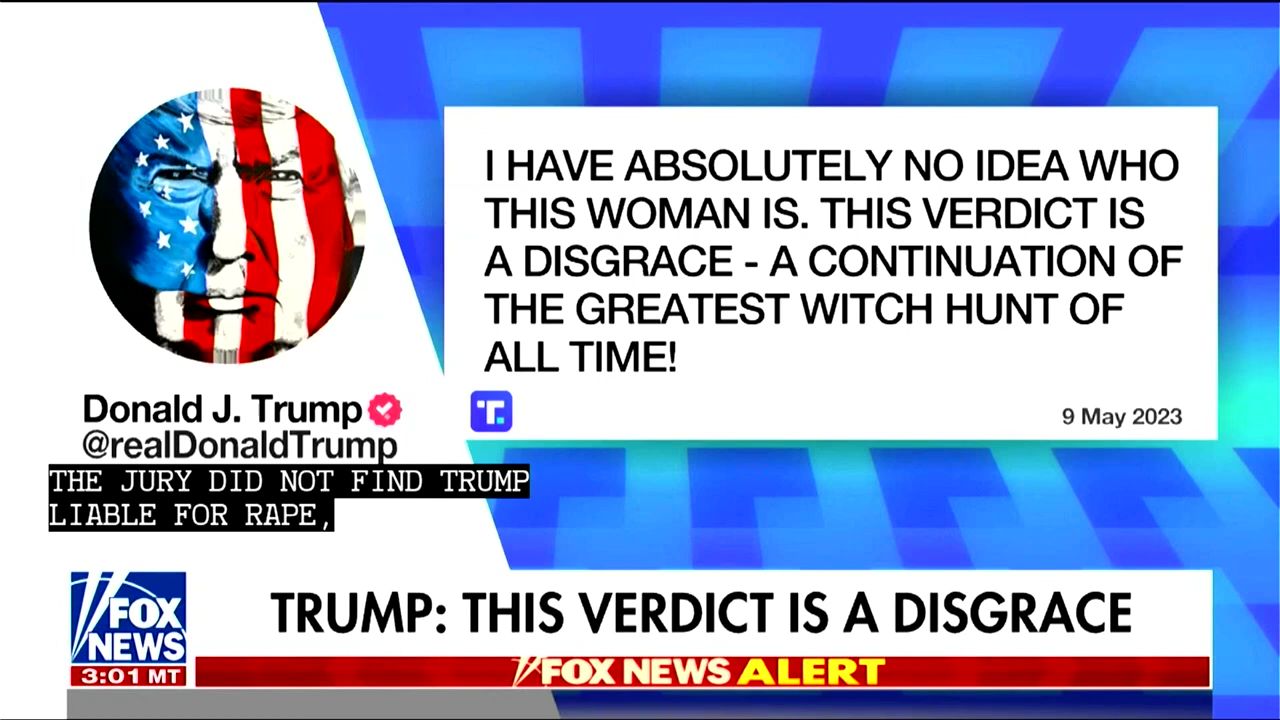 I HAVE ABSOLUTELY NO IDEA WHO
THIS WOMAN IS. THIS VERDICT IS
A DISGRACE - A CONTINUATION OF
THE GREATEST WITCH HUNT OF
ALL TIME!
T.
9 May 2023
Donald J. Trump
@realDonaldTrump
THE JURY DID NOT FIND TRUMP
LIABLE FOR RAPE,
FOX
NEWS
3:01 MT
TRUMP: THIS VERDICT IS A DISGRACE
FOX NEWS ALERT